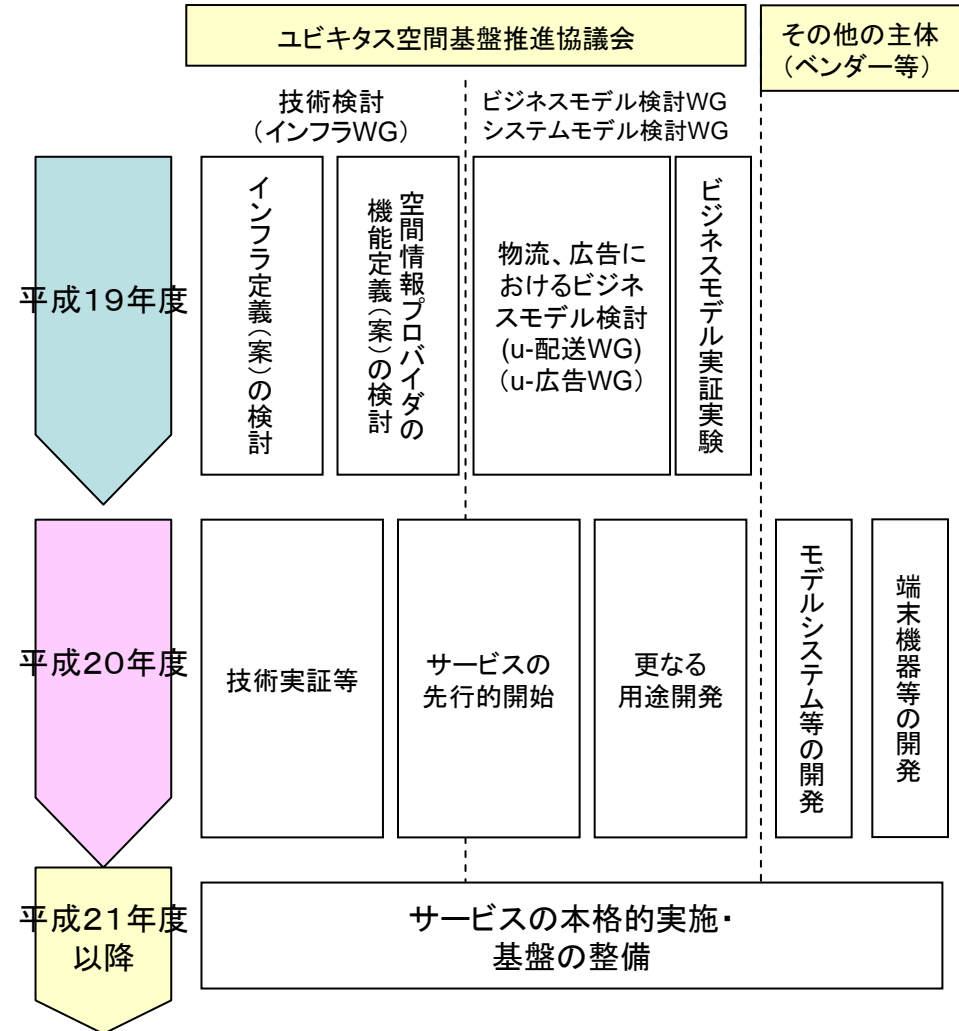 ユビキタス空間基盤推進協議会
その他の主体
（ベンダー等）
技術検討
（インフラWG）
ビジネスモデル検討WG
システムモデル検討WG
平成19年度
インフラ定義（案）の検討
空間情報プロバイダの
機能定義（案）の検討
物流、広告に
おけるビジネ
スモデル検討
(u-配送WG)
（u-広告WG）
ビジネスモデル実証実験
平成20年度
技術実証等
サービスの
先行的開始
更なる
用途開発
モデルシステム等の開発
端末機器等の開発
平成21年度
以降
サービスの本格的実施・
基盤の整備